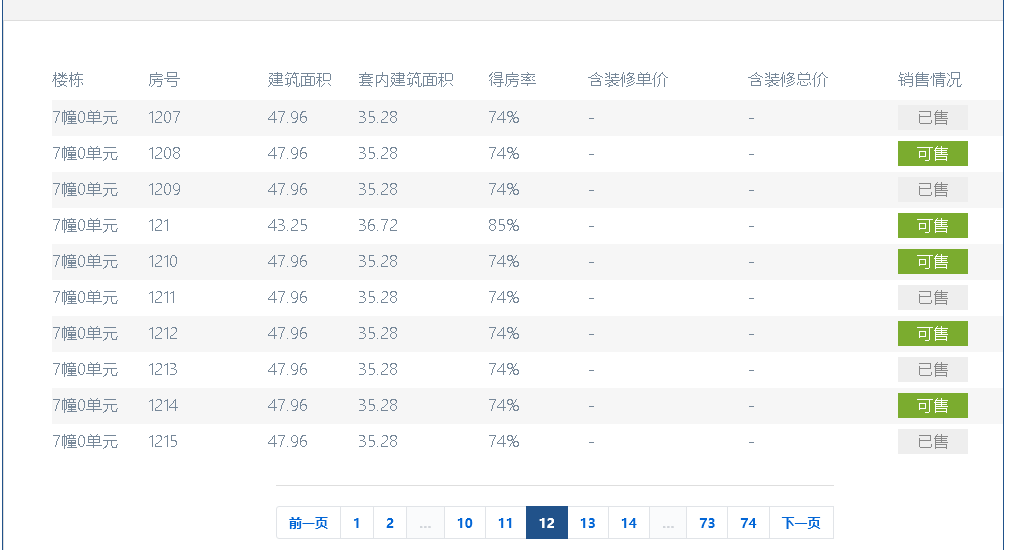 楼栋 房号 建筑面积 套内建筑面积 得房率 含装修单价 含装修总价 销售情况
7幢0单元 1207 47.96 35.28 74% - - 已售
7幢0单元 1208 47.96 35.28 74% - - 可售
7幢0单元 1209 47.96 35.28 74% - - 已售
7幢0单元 121 43.25 36.72 85% - - 可售
7幢0单元 1210 47.96 35.28 74% - - 可售
7幢0单元 1211 47.96 35.28 74% - - 已售
7幢0单元 1212 47.96 35.28 74% - - 可售
7幢0单元 1213 47.96 35.28 74% - - 已售
7幢0单元 1214 47.96 35.28 74% - - 可售
7幢0单元 1215 47.96 35.28 74% - - 已售
前一页 1 2 ... 10 11 12 13 14 ... 73 74 下一页